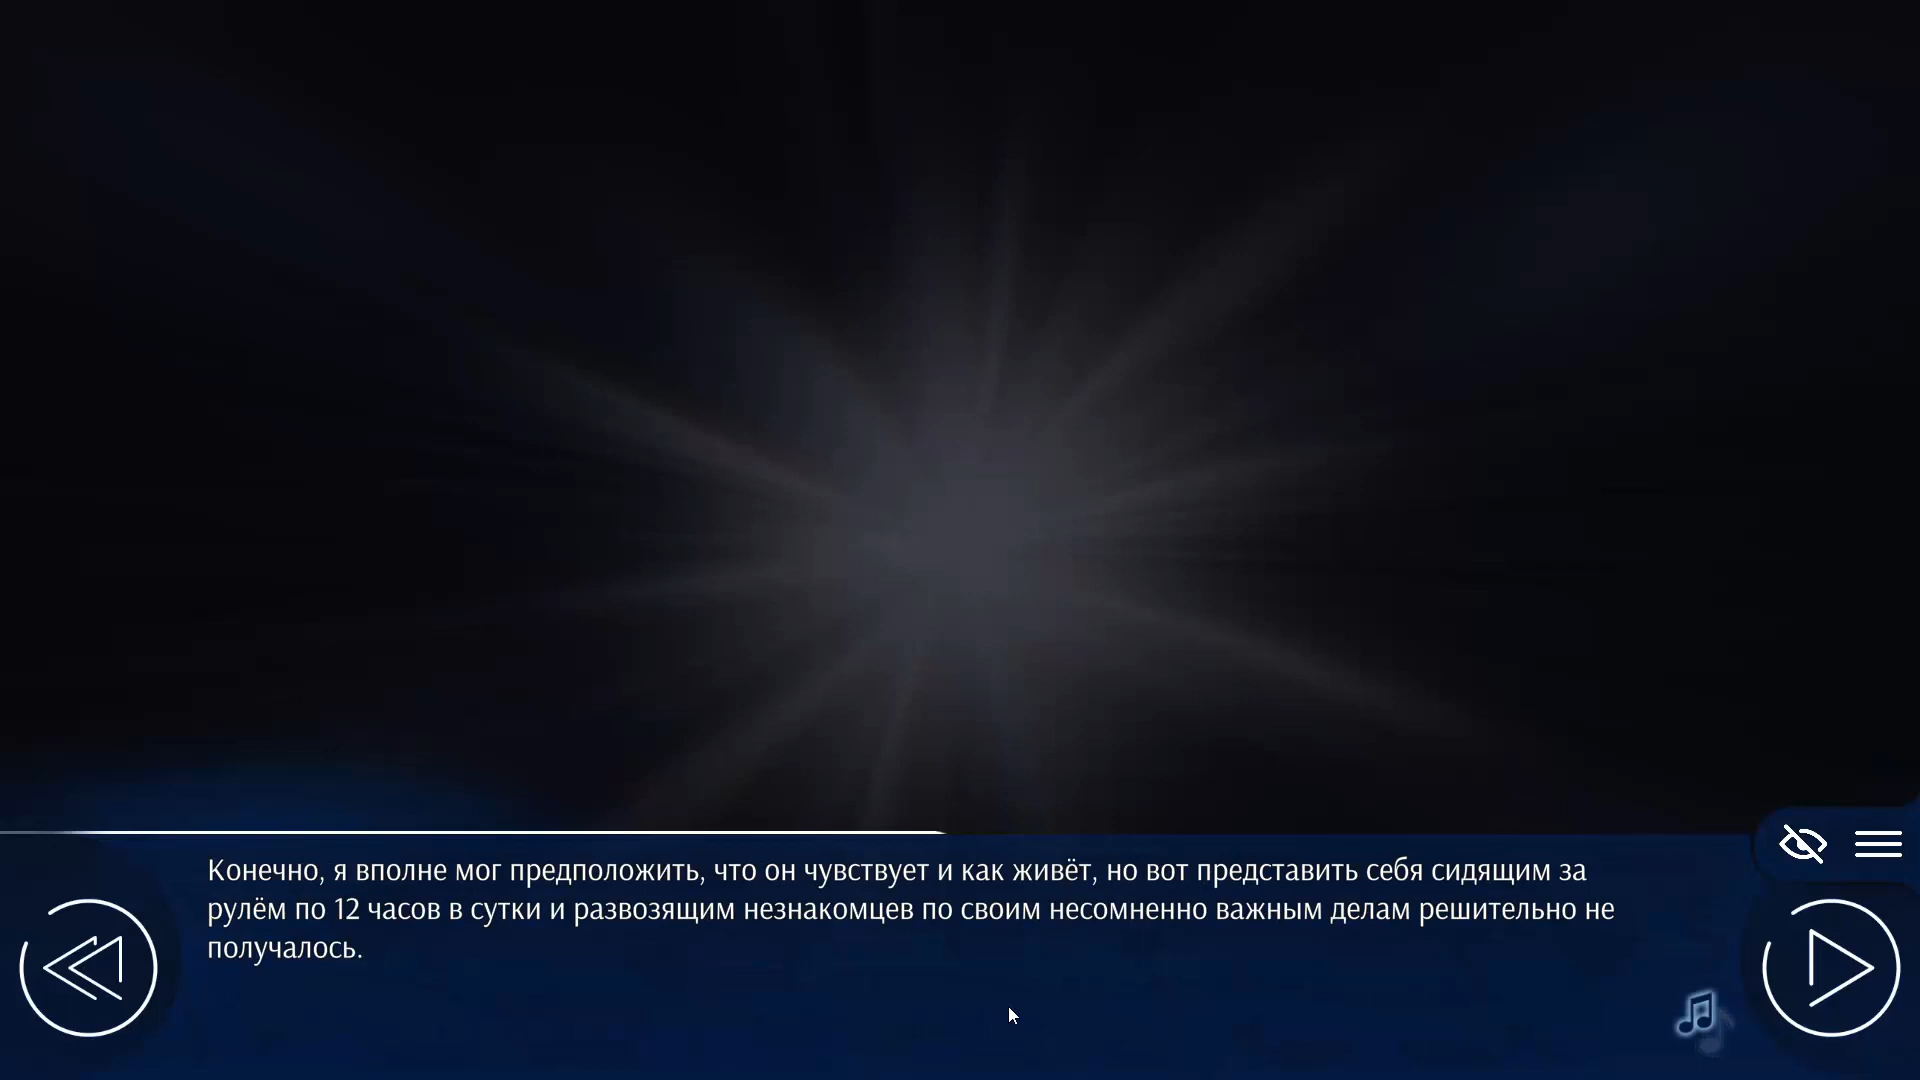 Конечно, я вполне мог предположить, что он чувствует и как живёт, но вот представить себя сидящим за
рулём по 12 часов в сутки и развозящим незнакомцев по своим несомненно важным делам решительно не
получалось.